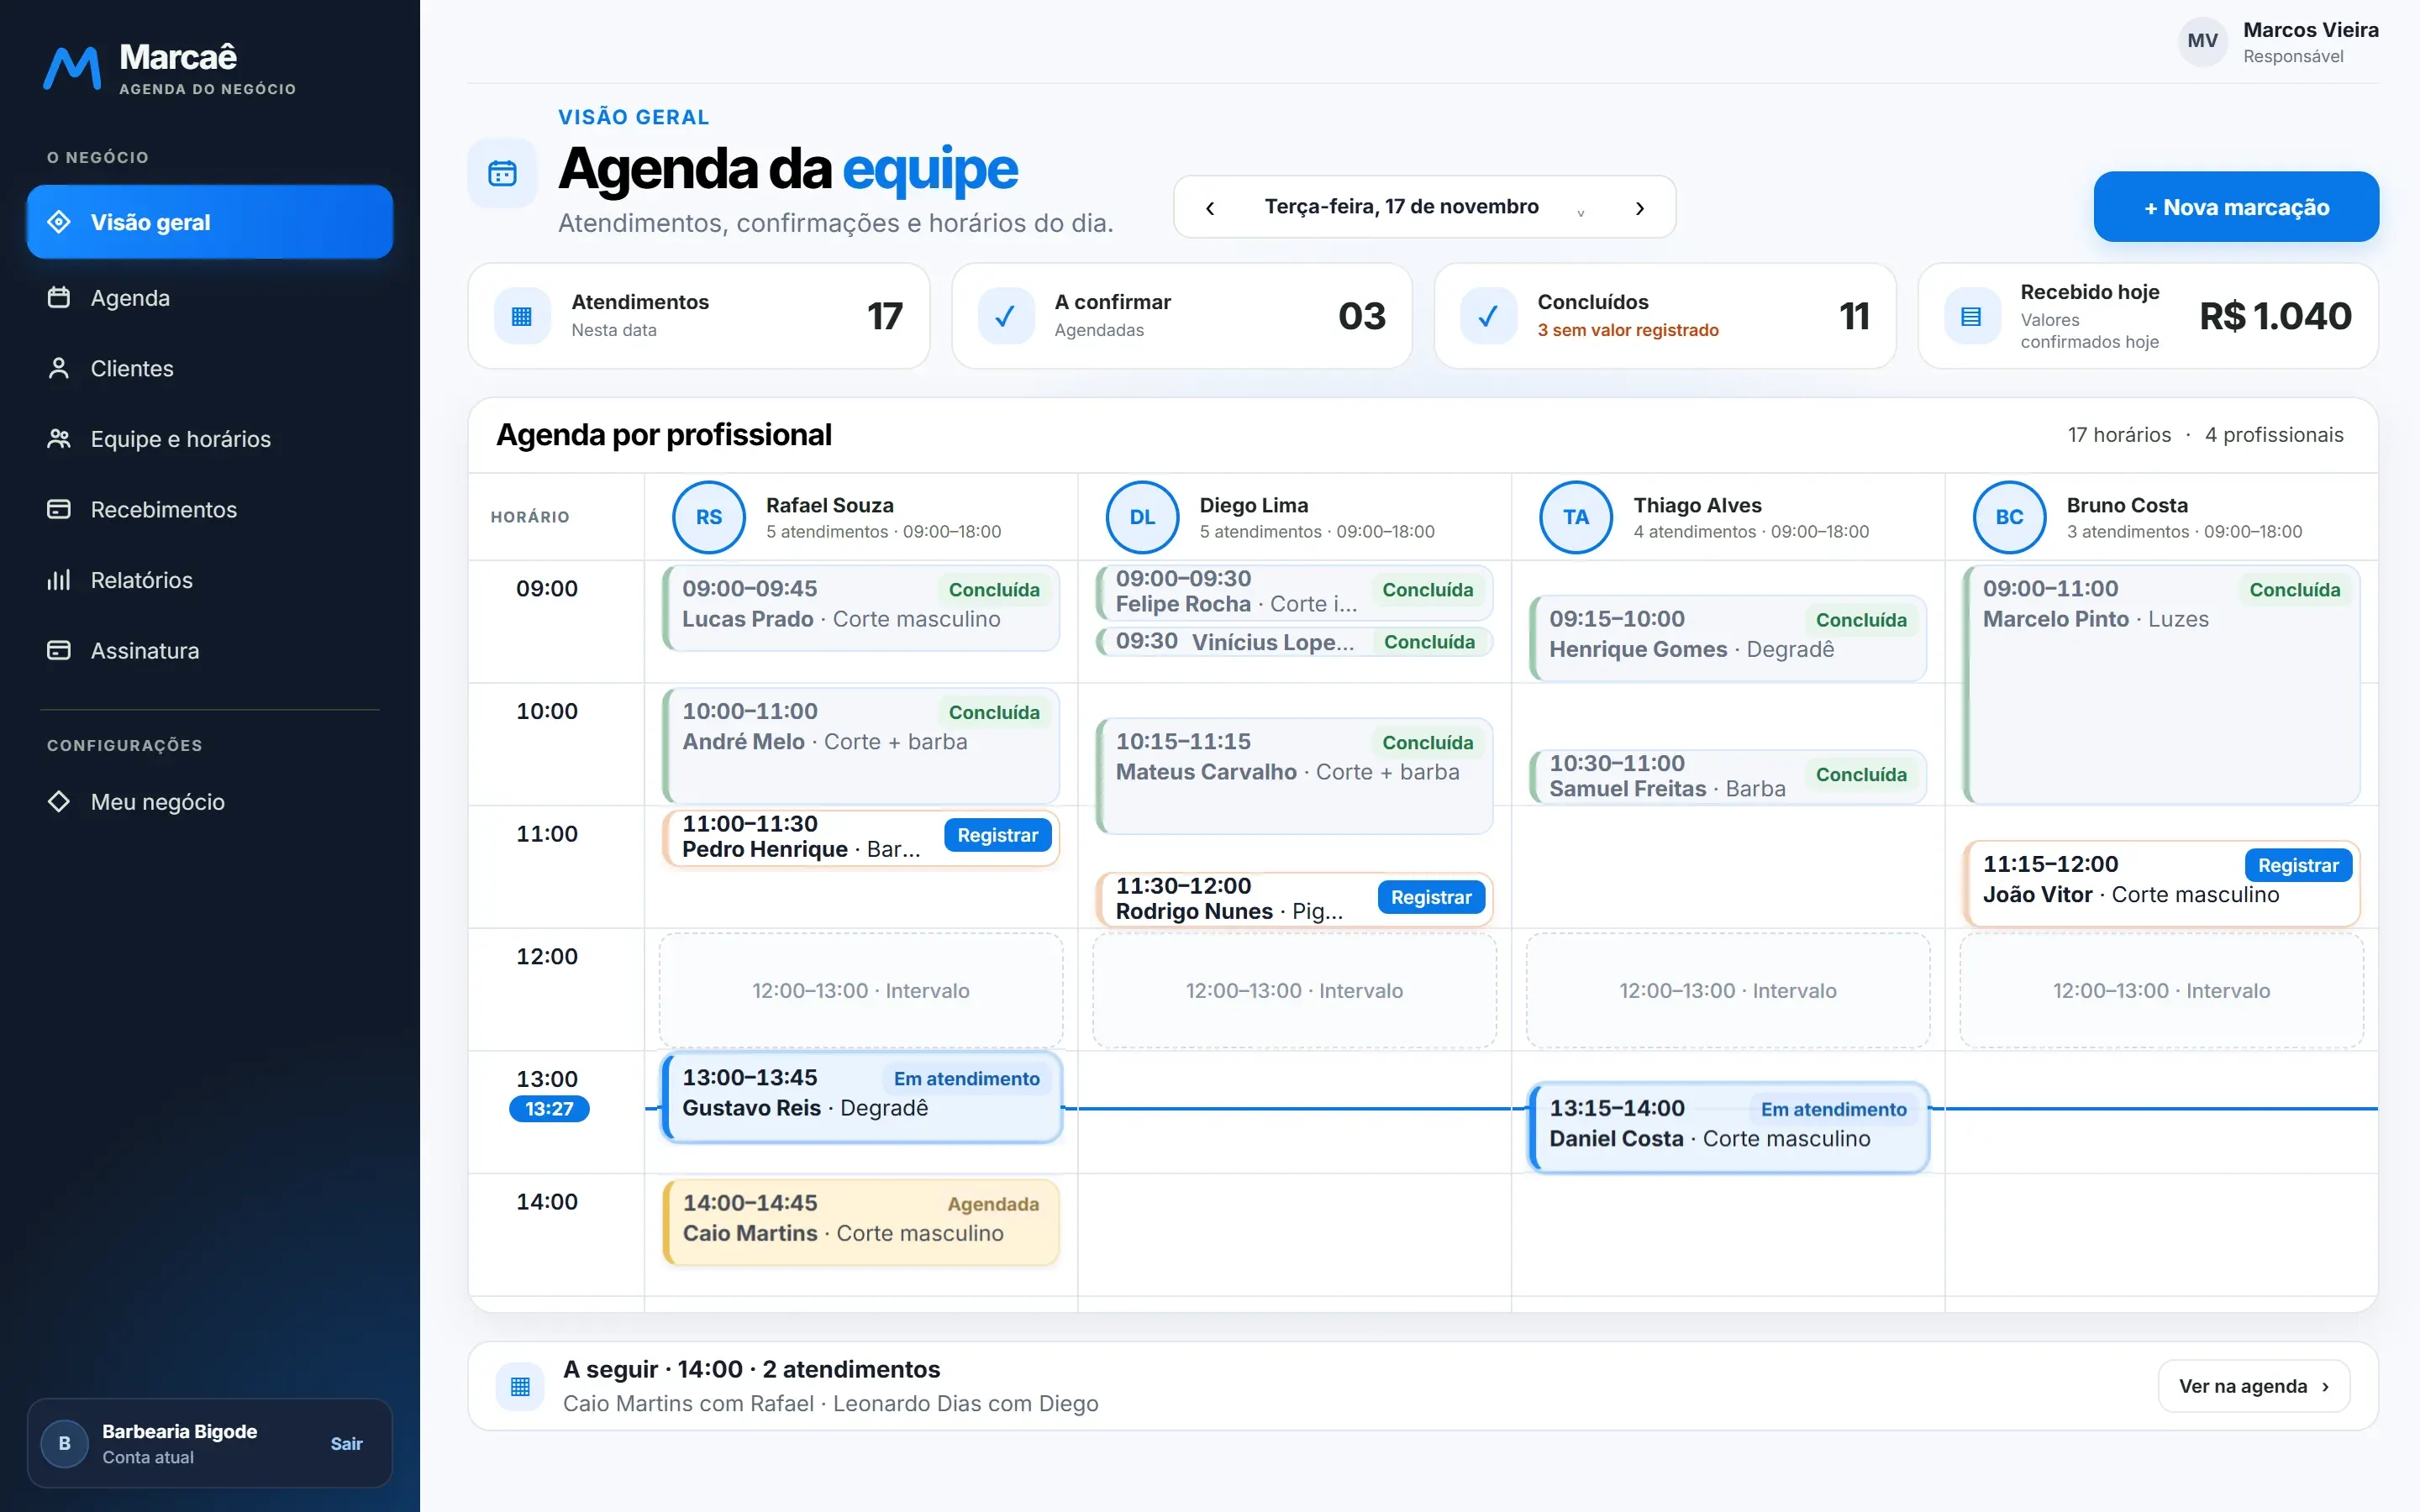 Marcaê
AGENDA DO NEGÓCIO
O NEGÓCIO
Visão geral
Agenda
Clientes
Equipe e horários
Recebimentos
Relatórios
Assinatura
CONFIGURAÇÕES
Meu negócio
B
Barbearia Bigode
Conta atual
Sair
MV
Marcos Vieira
Responsável
VISÃO GERAL
Agenda da equipe
Atendimentos, confirmações e horários do dia.
‹ Terça-feira, 17 de novembro v ›
+ Nova marcação
Atendimentos
Nesta data
17
A confirmar
Agendadas
03
Concluídos
3 sem valor registrado
11
Recebido hoje
Valores
confirmados hoje
R$ 1.040
Agenda por profissional
17 horários · 4 profissionais
HORÁRIO
RS
Rafael Souza
5 atendimentos · 09:00–18:00
DL
Diego Lima
5 atendimentos · 09:00–18:00
TA
Thiago Alves
4 atendimentos · 09:00–18:00
BC
Bruno Costa
3 atendimentos · 09:00–18:00
09:00
10:00
11:00
12:00
13:00
13:27
14:00
09:00–09:45 Concluída
Lucas Prado · Corte masculino
10:00–11:00 Concluída
André Melo · Corte + barba
11:00–11:30 Registrar
Pedro Henrique · Bar...
12:00–13:00 · Intervalo
13:00–13:45 Em atendimento
Gustavo Reis · Degradê
14:00–14:45 Agendada
Caio Martins · Corte masculino
09:00–09:30 Concluída
Felipe Rocha · Corte i...
09:30 Vinícius Lope... Concluída
10:15–11:15 Concluída
Mateus Carvalho · Corte + barba
11:30–12:00 Registrar
Rodrigo Nunes · Pig...
12:00–13:00 · Intervalo
09:15–10:00 Concluída
Henrique Gomes · Degradê
10:30–11:00 Concluída
Samuel Freitas · Barba
12:00–13:00 · Intervalo
13:15–14:00 Em atendimento
Daniel Costa · Corte masculino
09:00–11:00 Concluída
Marcelo Pinto · Luzes
11:15–12:00 Registrar
João Vitor · Corte masculino
12:00–13:00 · Intervalo
A seguir · 14:00 · 2 atendimentos
Caio Martins com Rafael · Leonardo Dias com Diego
Ver na agenda ›